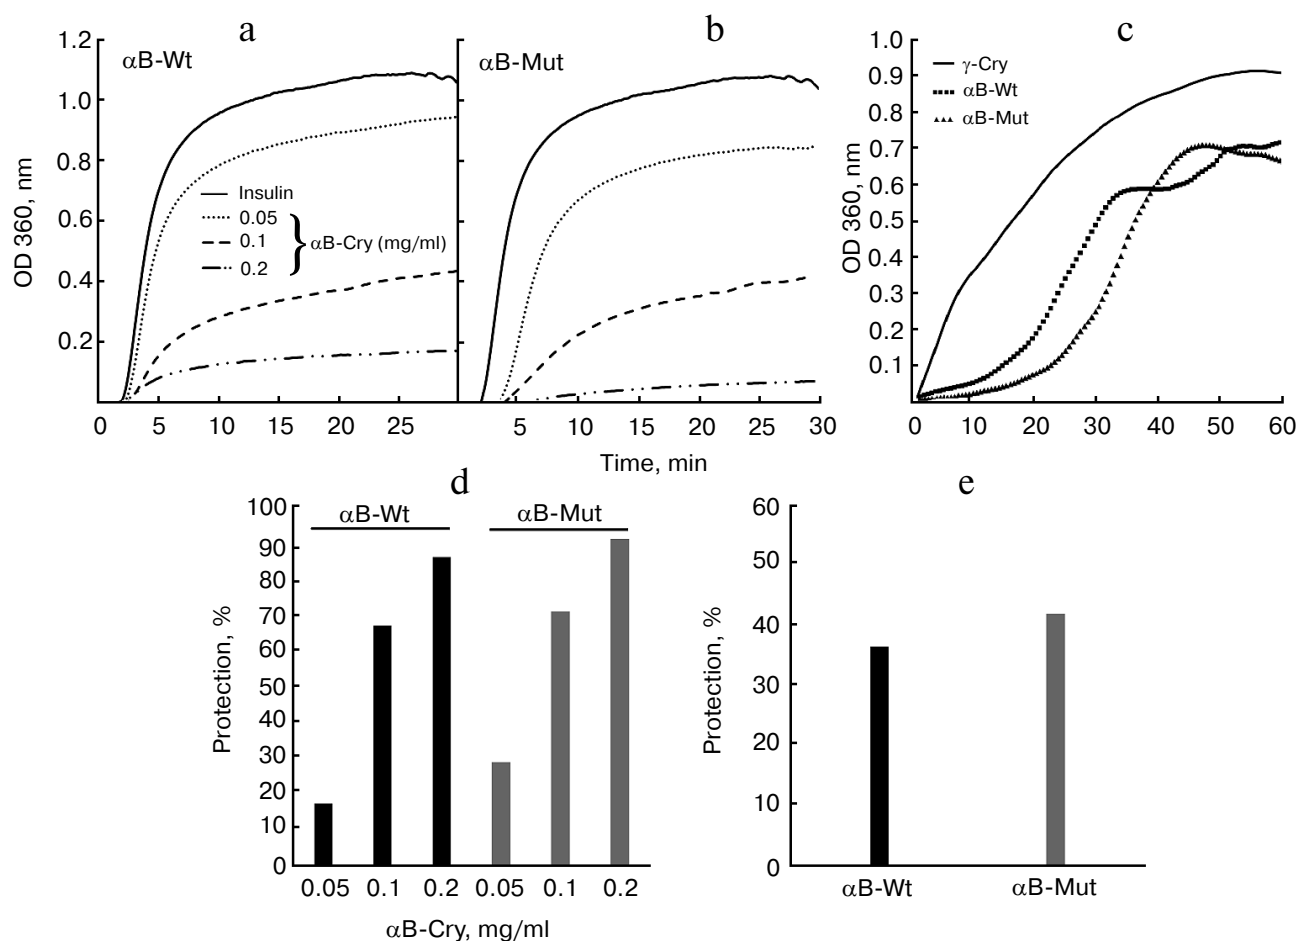 a
b
c
1.2
1.0
0.8
0.6
0.4
0.2
OD 360, nm
αB-Wt
Insulin
0.05
0.1
0.2
αB-Cry (mg/ml)
0 5 10 15 20 25
αB-Mut
5 10 15 20 25 30
Time, min
1.0
0.9
0.8
0.7
0.6
0.5
0.4
0.3
0.2
0.1
OD 360, nm
γ-Cry
αB-Wt
αB-Mut
0 10 20 30 40 50 60
d
100
90
80
70
60
50
40
30
20
10
0
Protection, %
αB-Wt
αB-Mut
0.05 0.1 0.2 0.05 0.1 0.2
αB-Cry, mg/ml
e
60
50
40
30
20
10
0
Protection, %
αB-Wt
αB-Mut